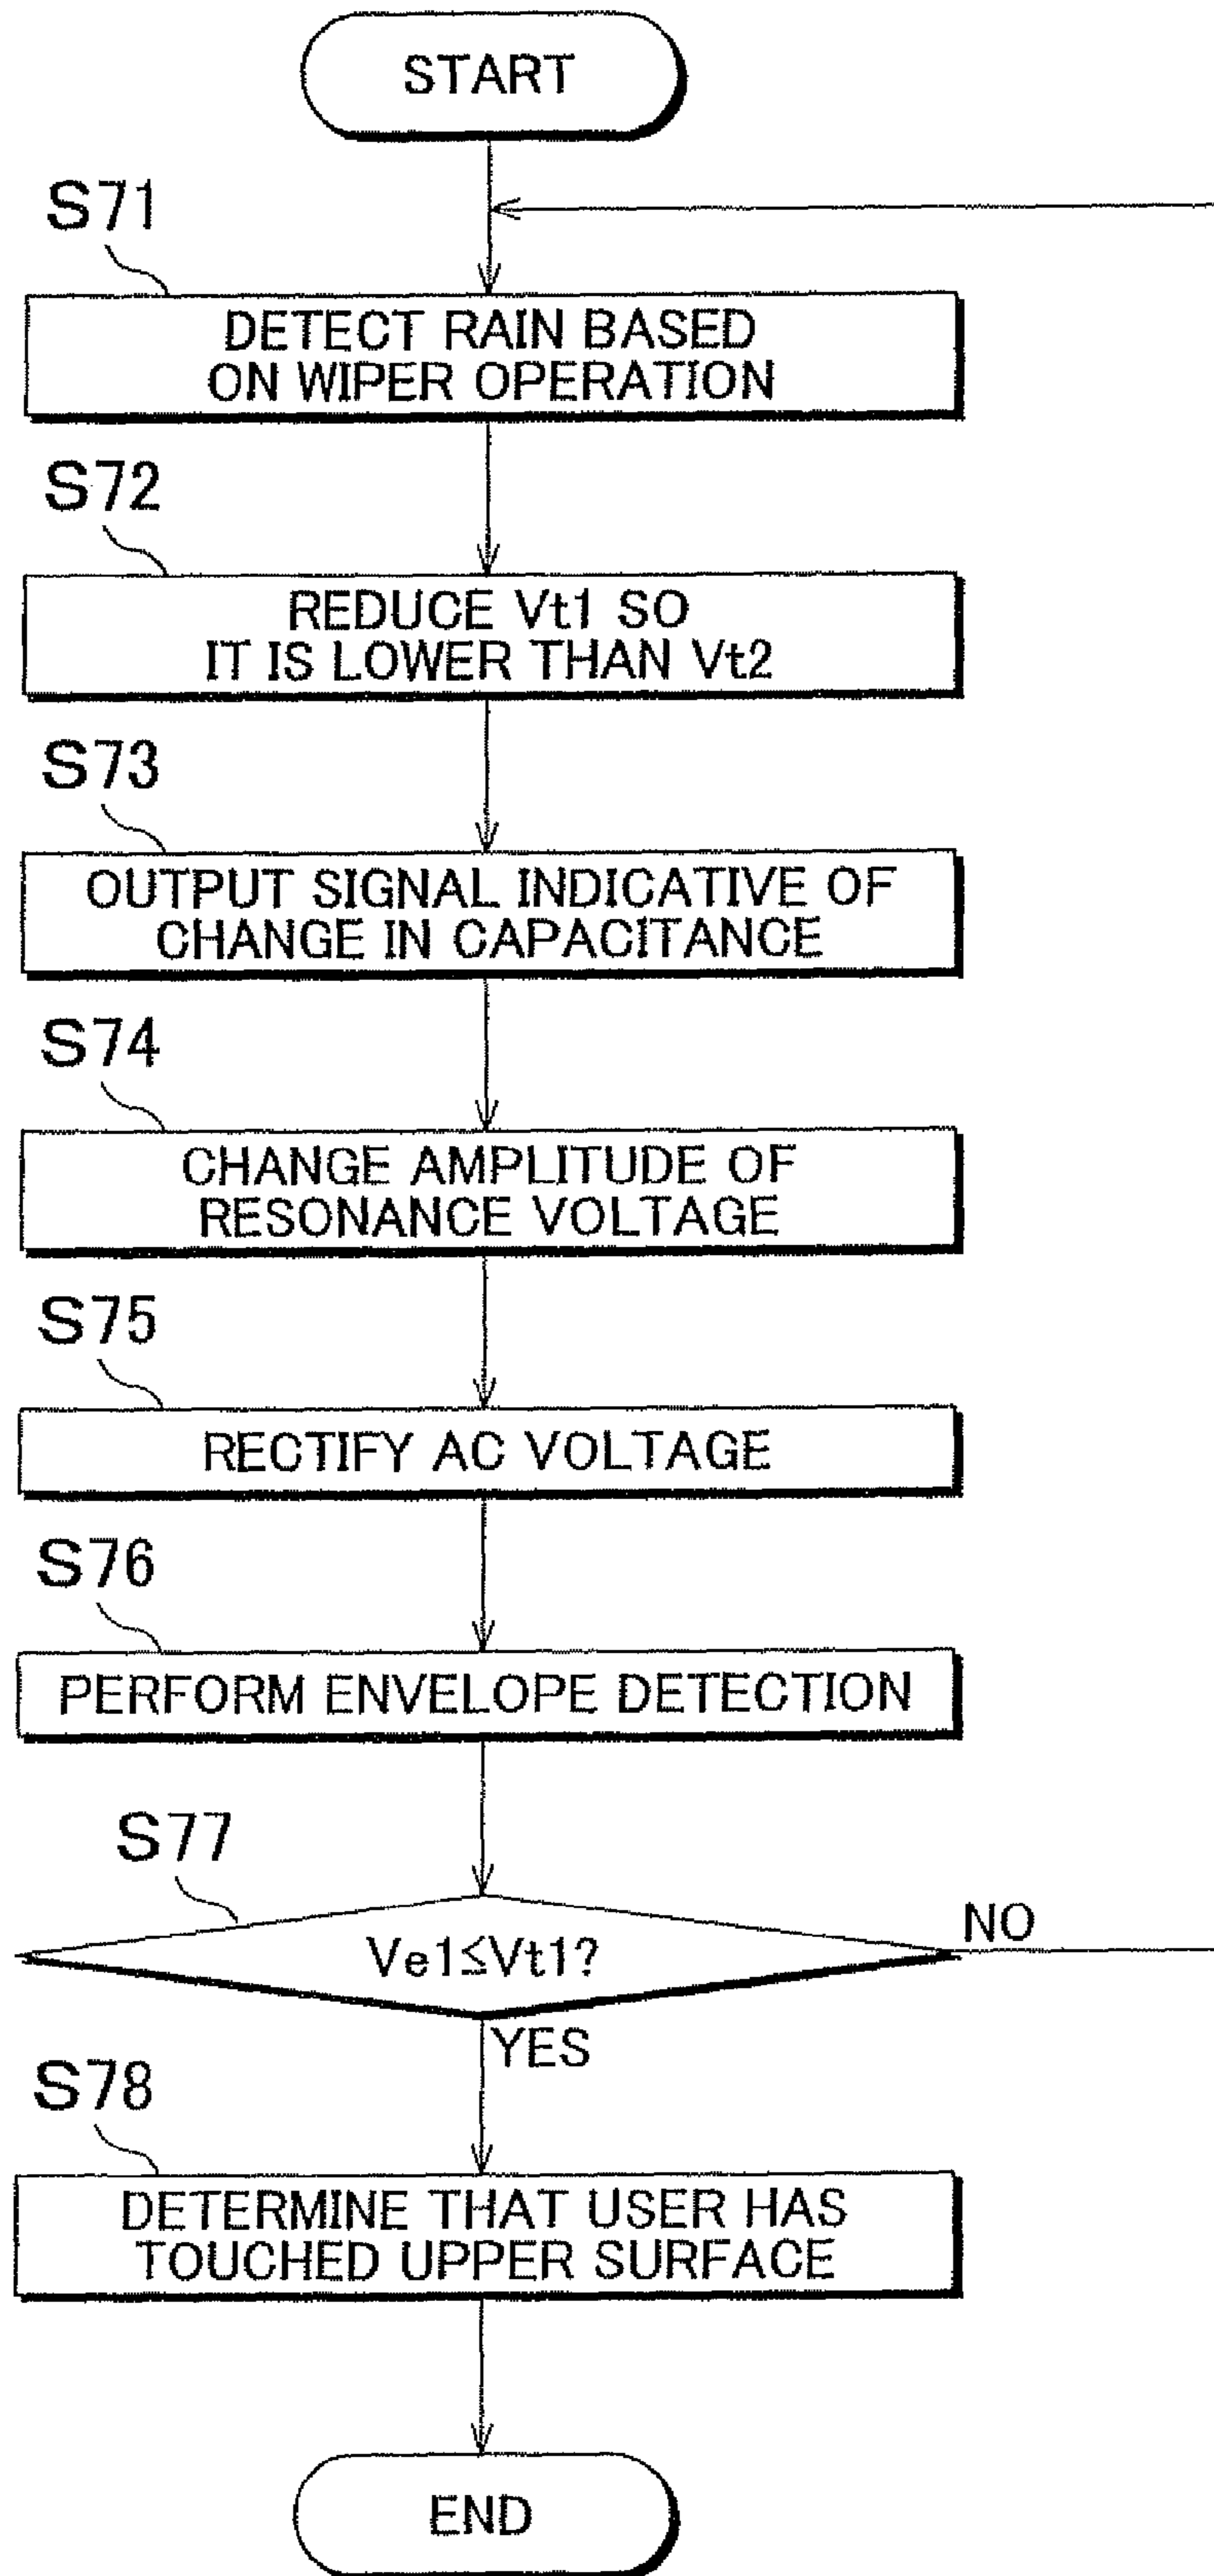 START
S71
DETECT RAIN BASED
ON WIPER OPERATION
S72
REDUCE Vt1 SO
IT IS LOWER THAN Vt2
S73
OUTPUT SIGNAL INDICATIVE OF
CHANGE IN CAPACITANCE
S74
CHANGE AMPLITUDE OF
RESONANCE VOLTAGE
S75
RECTIFY AC VOLTAGE
S76
PERFORM ENVELOPE DETECTION
S77
Ve1≤Vt1?
NO
YES
S78
DETERMINE THAT USER HAS
TOUCHED UPPER SURFACE
END